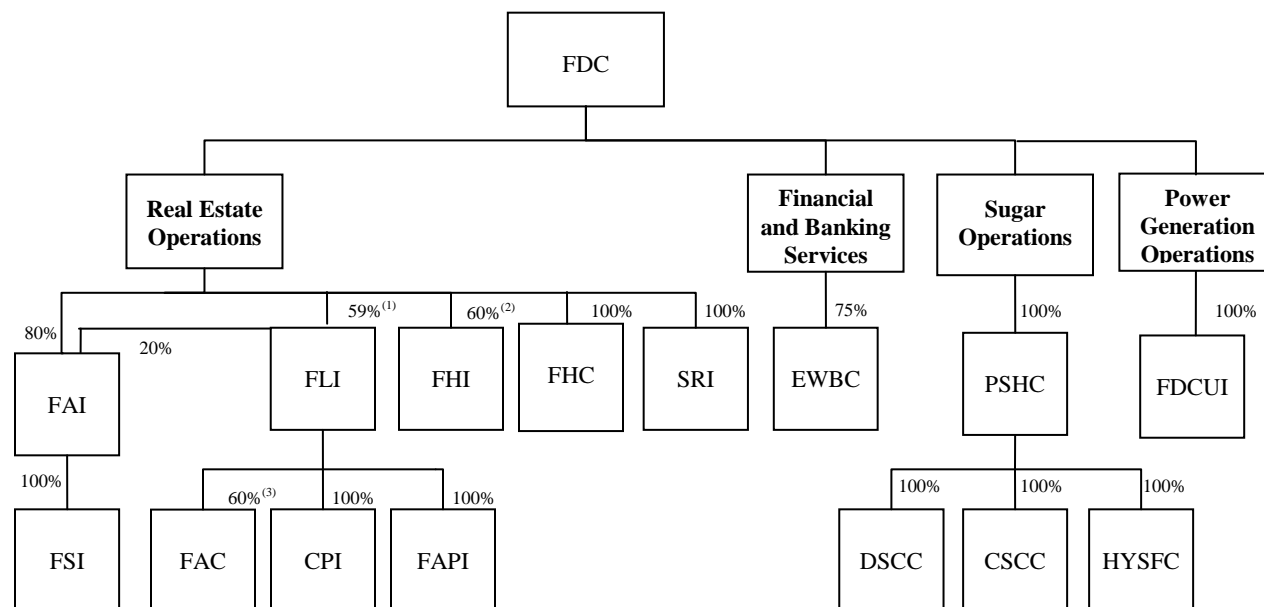 FDC
Real Estate
Operations
Financial
and Banking
Services
Sugar
Operations
Power
Generation
Operations
80%
20%
59% (1)
60% (2)
100%
100%
75%
100%
100%
FAI
FLI
FHI
FHC
SRI
EWBC
PSHC
FDCUI
100%
60% (3)
100%
100%
100%
100%
100%
FSI
FAC
CPI
FAPI
DSCC
CSCC
HYSFC